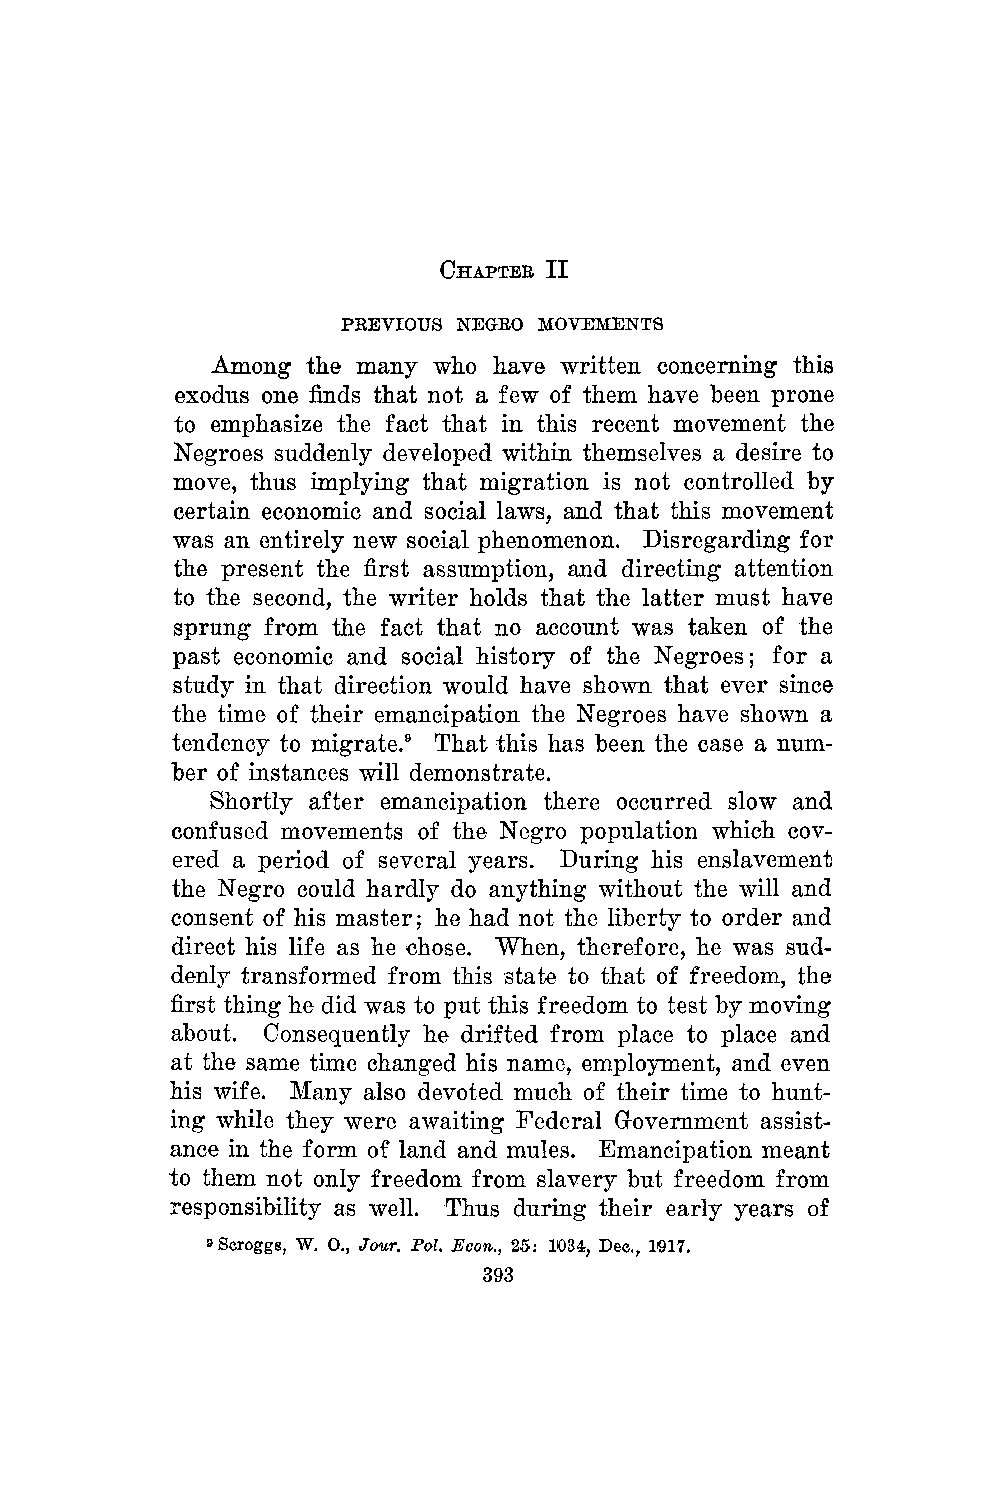 CHAPTER II
PREVIOUS NEGRO MOVEMENTS
Among the many who have written concerning this
exodus one finds that not a few of them have been prone
to emphasize the fact that in this recent movement the
Negroes suddenly developed within themselves a desire to
move, thus implying that migration is not controlled by
certain economic and social laws, and that this movement
was an entirely new social phenomenon. Disregarding for
the present the first assumption, and directing attention
to the second, the writer holds that the latter must have
sprung from the fact that no account was taken of the
past economic and social history of the Negroes; for a
study in that direction would have shown that ever since
the time of their emancipation the Negroes have shown a
tendency to migrate.⁹ That this has been the case a num-
ber of instances will demonstrate.
Shortly after emancipation there occurred slow and
confused movements of the Negro population which cov-
ered a period of several years. During his enslavement
the Negro could hardly do anything without the will and
consent of his master; he had not the liberty to order and
direct his life as he chose. When, therefore, he was sud-
denly transformed from this state to that of freedom, the
first thing he did was to put this freedom to test by moving
about. Consequently he drifted from place to place and
at the same time changed his name, employment, and even
his wife. Many also devoted much of their time to hunt-
ing while they were awaiting Federal Government assist-
ance in the form of land and mules. Emancipation meant
to them not only freedom from slavery but freedom from
responsibility as well. Thus during their early years of
⁹ Scroggs, W. O., Jour. Pol. Econ., 25: 1034, Dec., 1917.
393